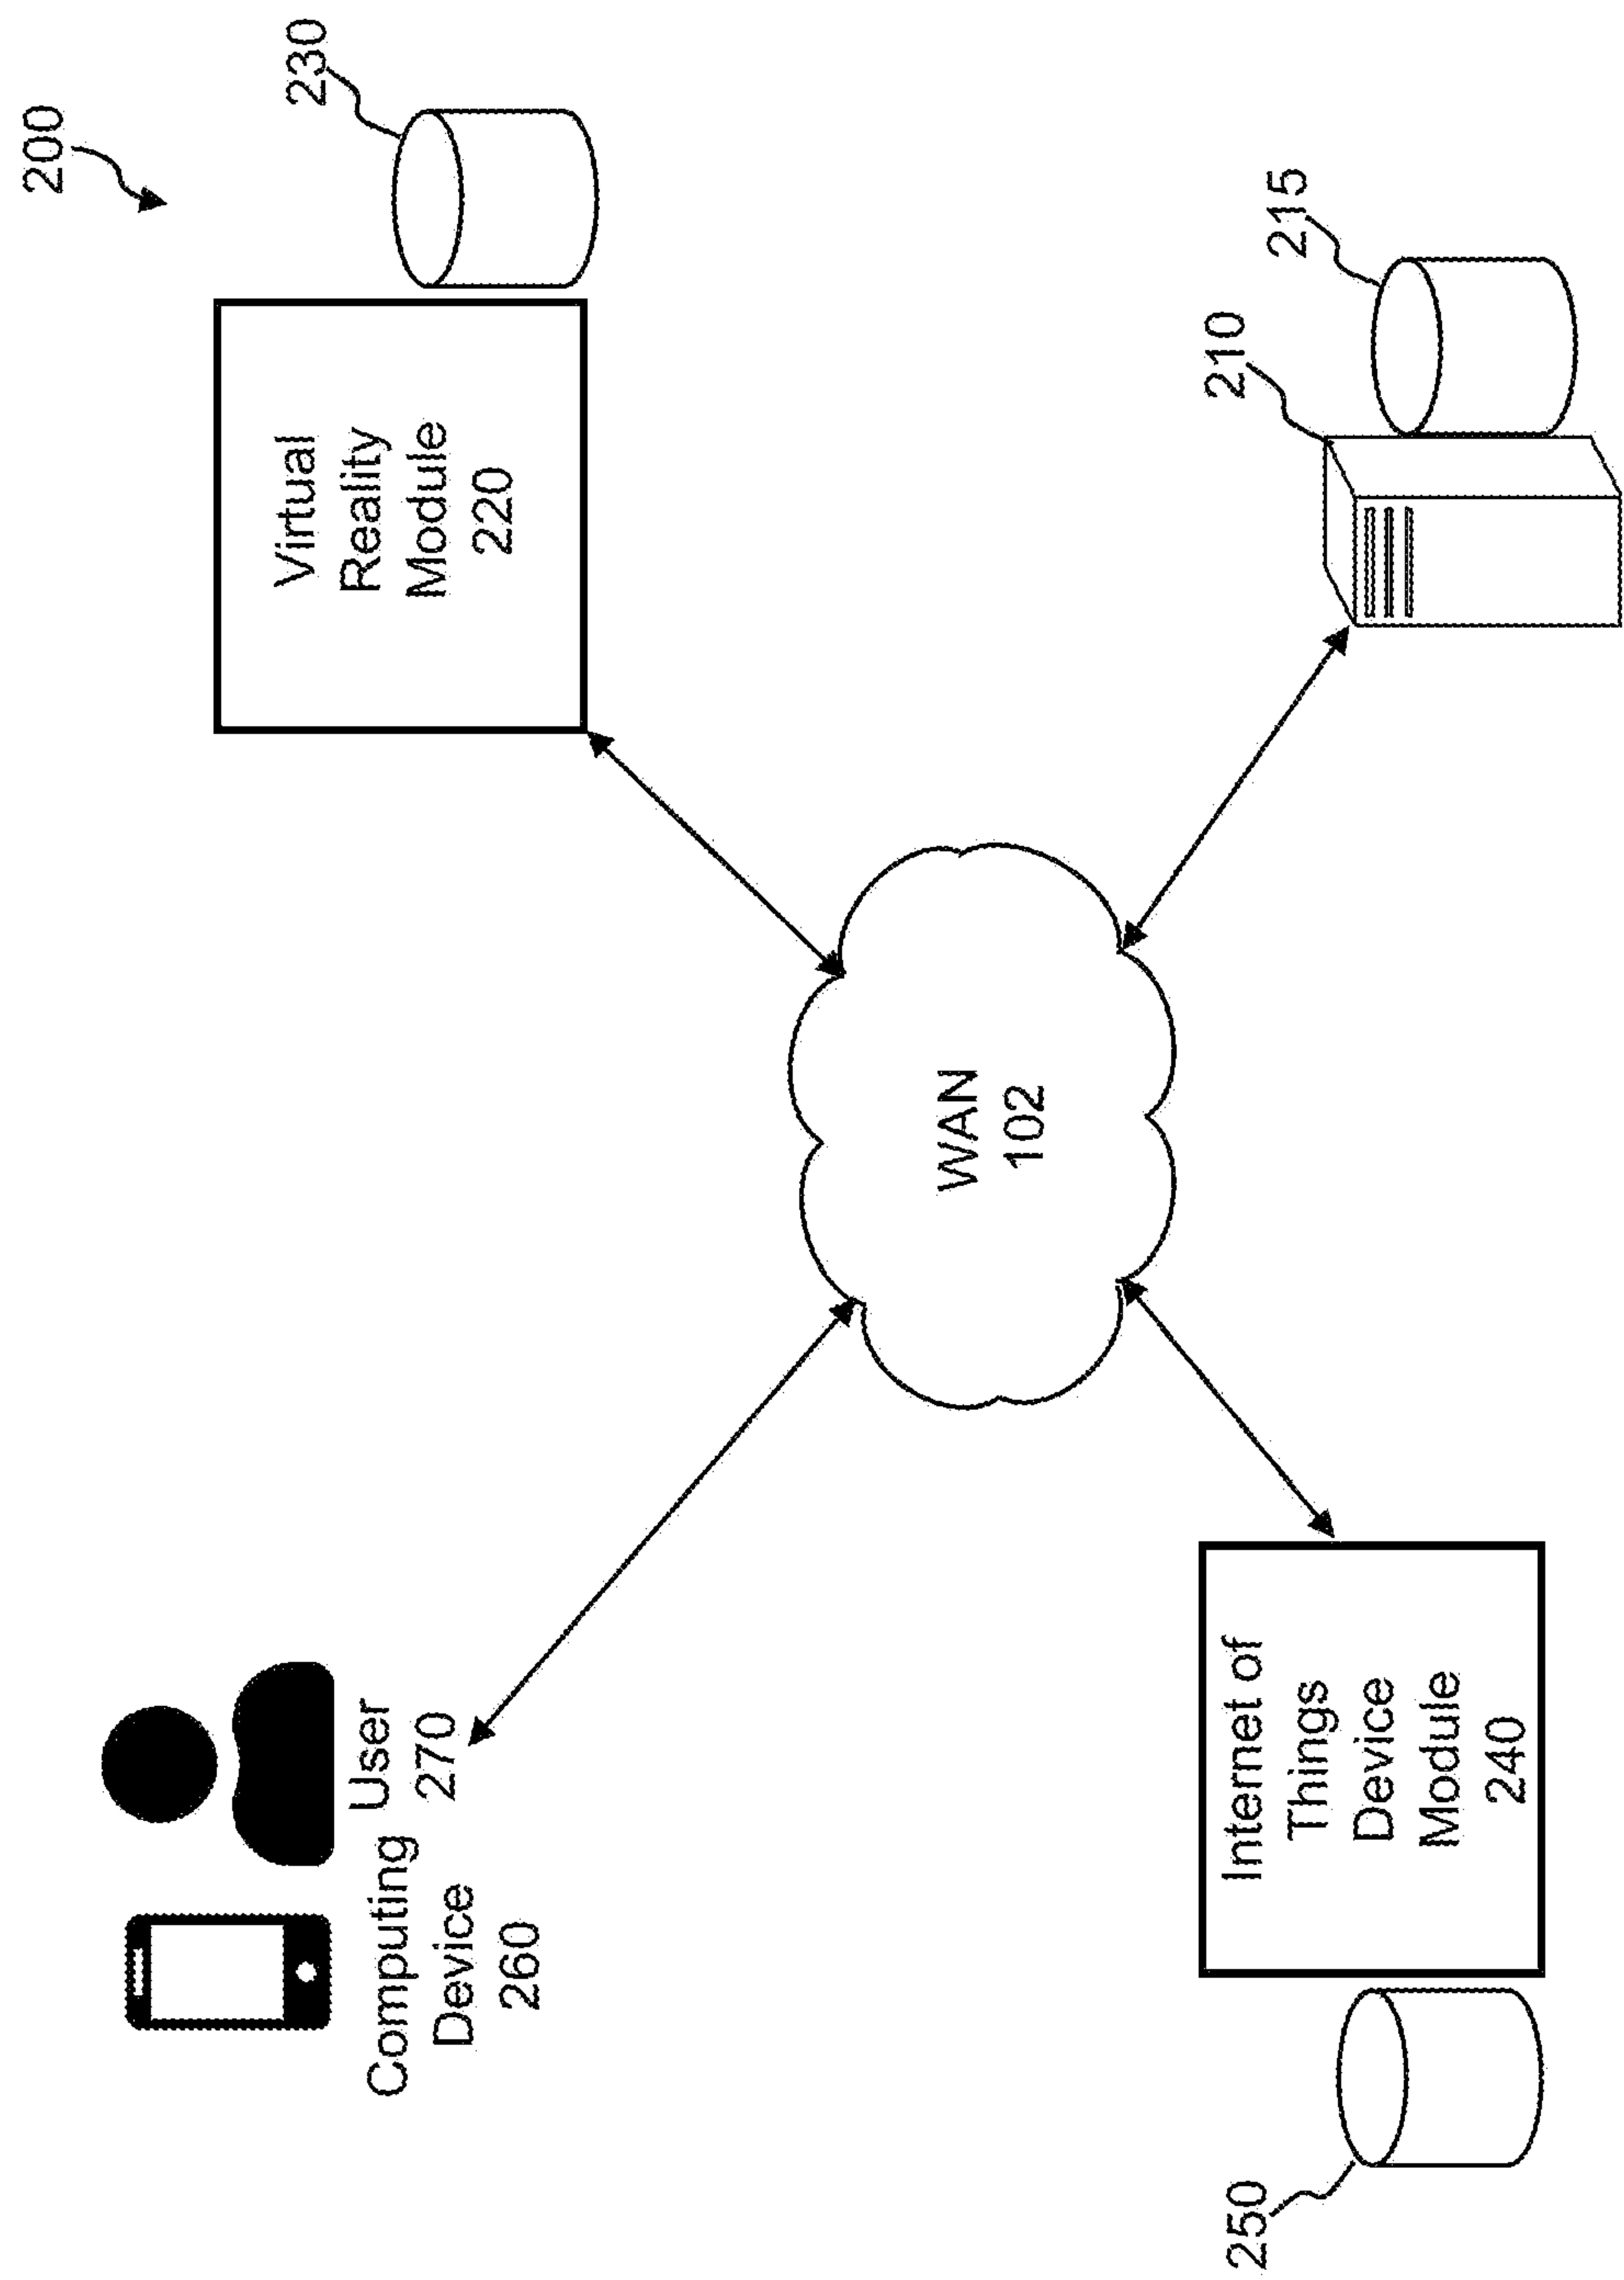 200
Computing
Device
260
User
270
Virtual
Reality
Module
220
230
WAN
102
250
Internet of
Things
Device
Module
240
210
215